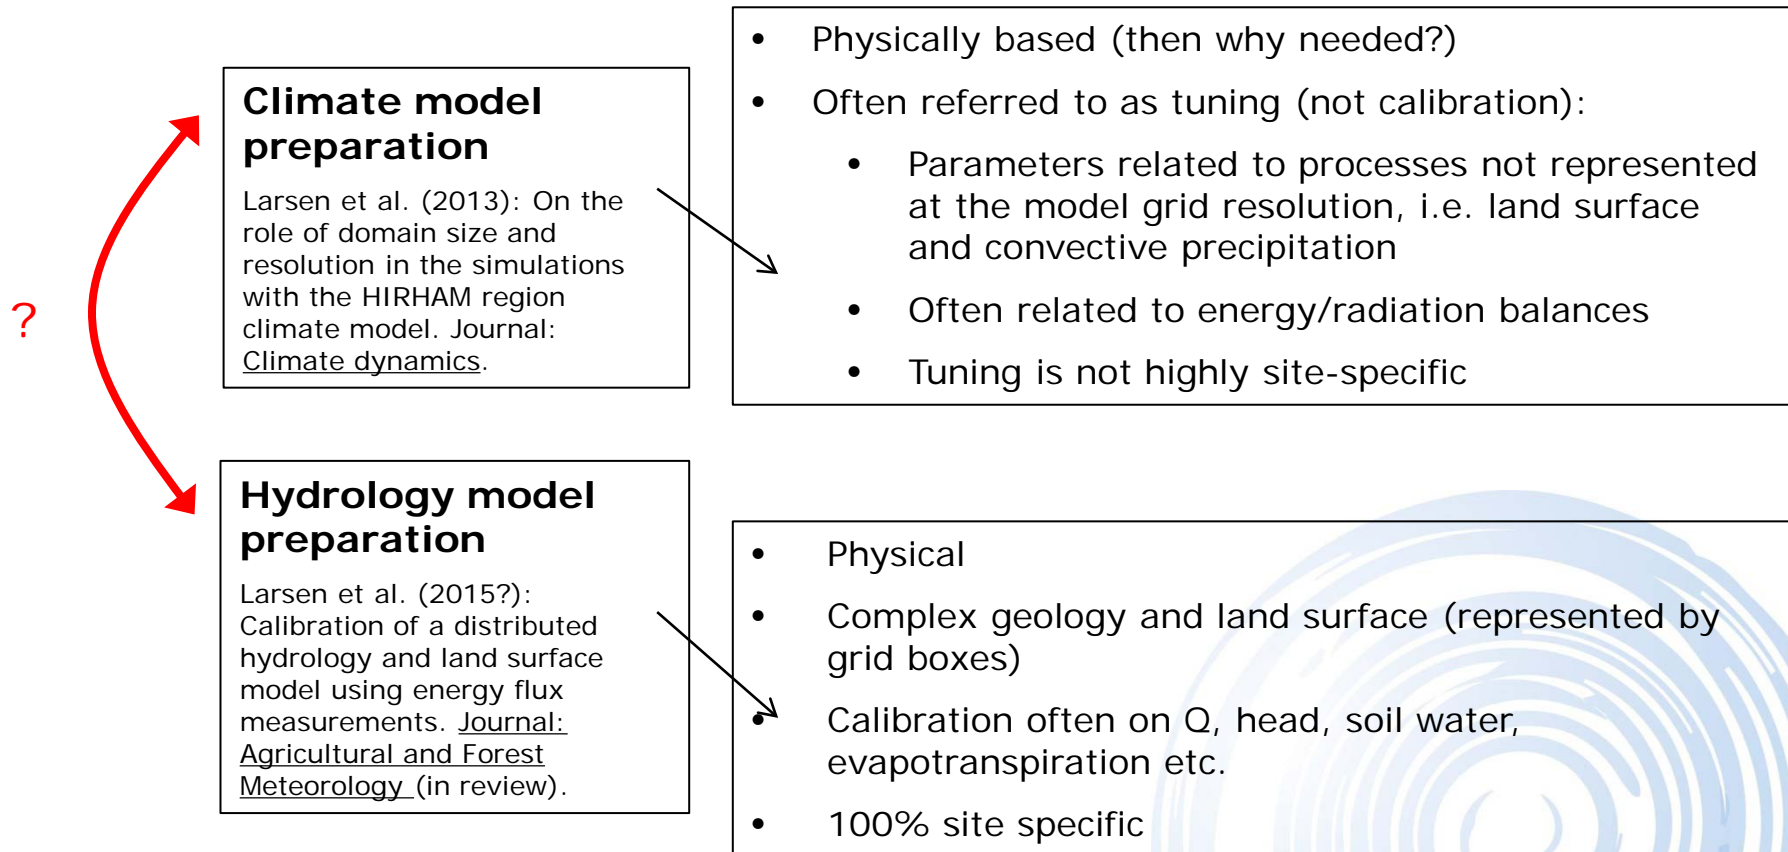 ?
Climate model
preparation
Larsen et al. (2013): On the
role of domain size and
resolution in the simulations
with the HIRHAM region
climate model. Journal:
Climate dynamics.
• Physically based (then why needed?)
• Often referred to as tuning (not calibration):
• Parameters related to processes not represented
at the model grid resolution, i.e. land surface
and convective precipitation
• Often related to energy/radiation balances
• Tuning is not highly site-specific
Hydrology model
preparation
Larsen et al. (2015?):
Calibration of a distributed
hydrology and land surface
model using energy flux
measurements. Journal:
Agricultural and Forest
Meteorology (in review).
• Physical
• Complex geology and land surface (represented by
grid boxes)
• Calibration often on Q, head, soil water,
evapotranspiration etc.
• 100% site specific